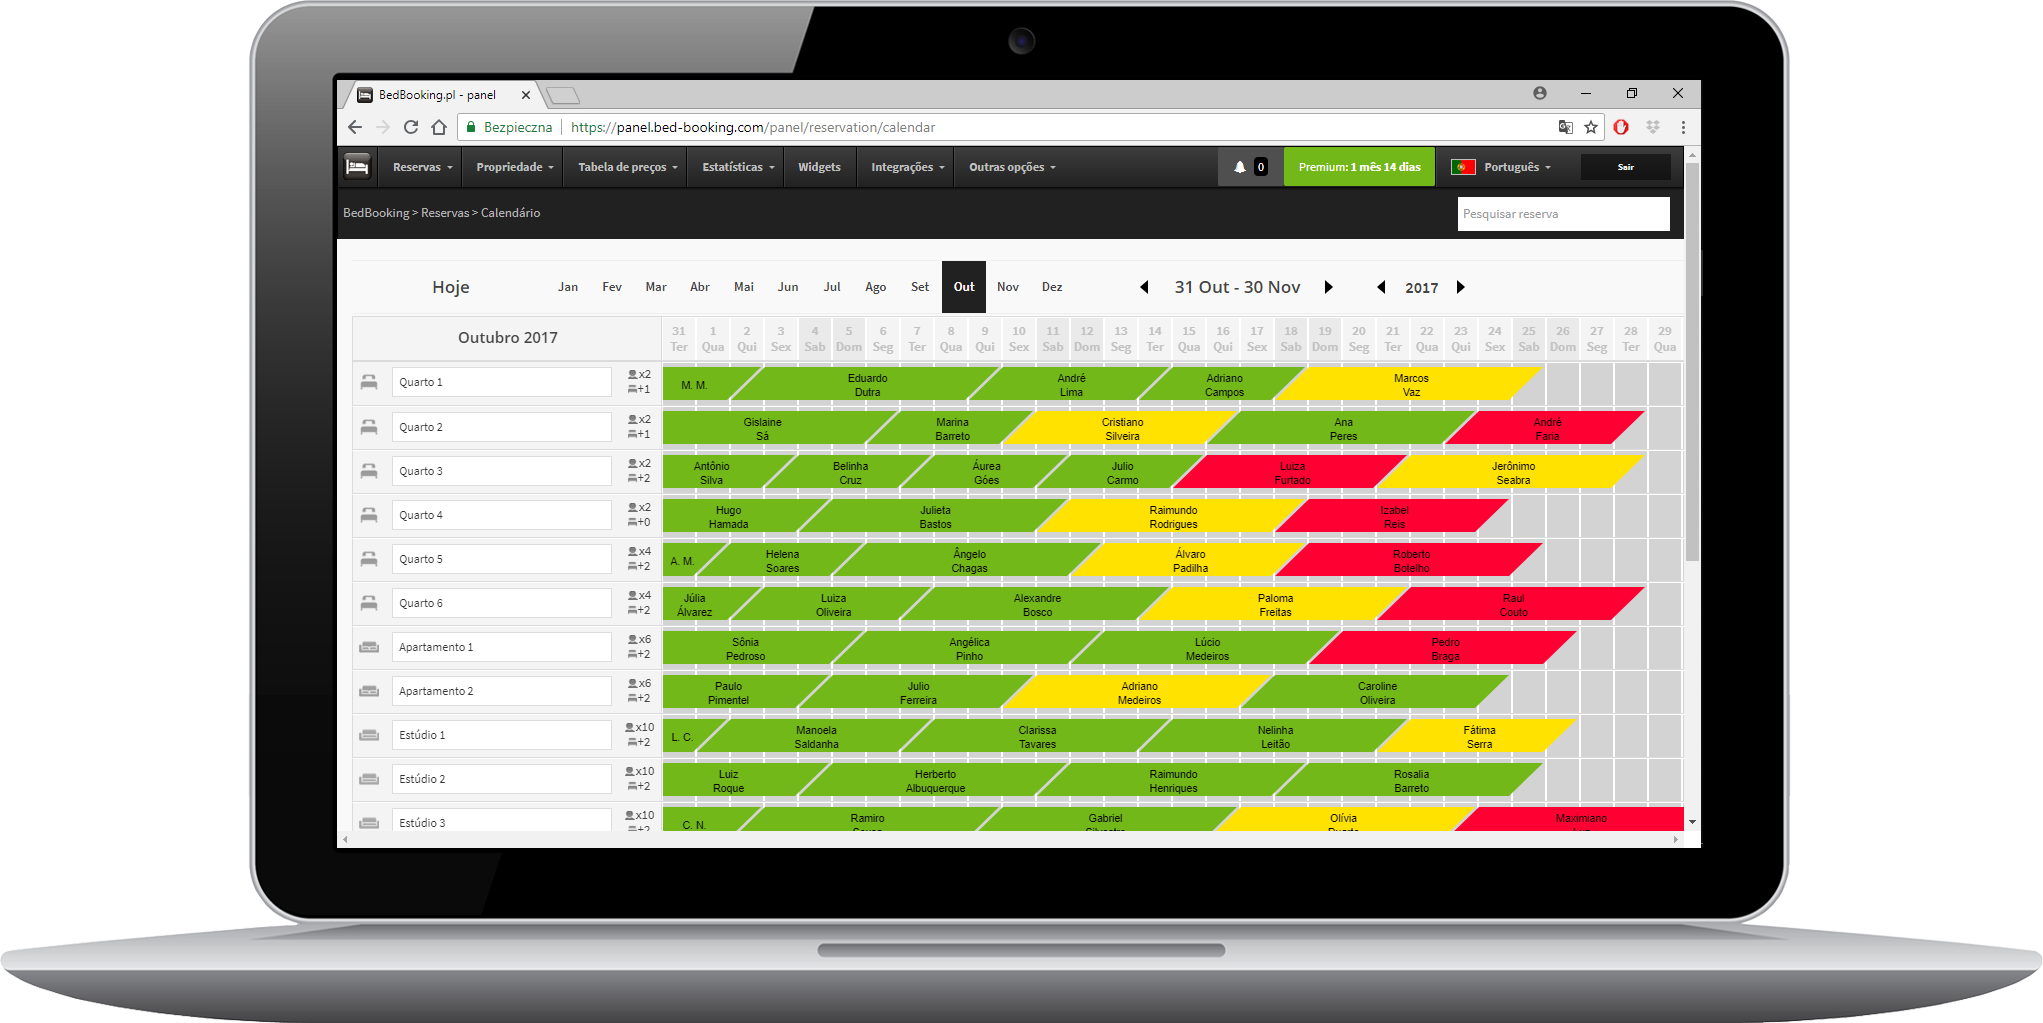 BedBooking.pl - panel
Bezpieczna
https://panel.bed-booking.com/panel/reservation/calendar
Reservas Propriedade Tabela de preços Estatísticas Widgets Integrações Outras opções 0 Premium: 1 mês 14 dias Português Sair
BedBooking > Reservas > Calendário
Pesquisar reserva
Hoje Jan Fev Mar Abr Mai Jun Jul Ago Set Out Nov Dez 31 Out - 30 Nov 2017
Outubro 2017
31 1 2 3 4 5 6 7 8 9 10 11 12 13 14 15 16 17 18 19 20 21 22 23 24 25 26 27 28 29
Ter Qua Qui Sex Sab Dom Seg Ter Qua Qui Sex Sab Dom Seg Ter Qua Qui Sex Sab Dom Seg Ter Qua Qui Sex Sab Dom Seg Ter Qua
Quarto 1
x2
+1
M. M.
Eduardo
Dutra
André
Lima
Adriano
Campos
Marcos
Vaz
Quarto 2
x2
+1
Gislaine
Sá
Marina
Barreto
Cristiano
Silveira
Ana
Peres
André
Faria
Quarto 3
x2
+2
Antônio
Silva
Belinha
Cruz
Áurea
Góes
Julio
Carmo
Luiza
Furtado
Jerônimo
Seabra
Quarto 4
x2
+0
Hugo
Hamada
Julieta
Bastos
Raimundo
Rodrigues
Izabel
Reis
Quarto 5
x4
+2
A. M.
Helena
Soares
Ângelo
Chagas
Álvaro
Padilha
Roberto
Botelho
Quarto 6
x4
+2
Júlia
Álvarez
Luiza
Oliveira
Alexandre
Bosco
Paloma
Freitas
Raul
Couto
Apartamento 1
x6
+2
Sônia
Pedroso
Angélica
Pinho
Lúcio
Medeiros
Pedro
Braga
Apartamento 2
x6
+2
Paulo
Pimentel
Julio
Ferreira
Adriano
Medeiros
Caroline
Oliveira
Estúdio 1
x10
+2
L. C.
Manoela
Saldanha
Clarissa
Tavares
Nelinha
Leitão
Fátima
Serra
Estúdio 2
x10
+2
Luiz
Roque
Herberto
Albuquerque
Raimundo
Henriques
Rosalia
Barreto
Estúdio 3
x10
+2
C. N.
Ramiro
Gabriel
Olívia
Maximiano